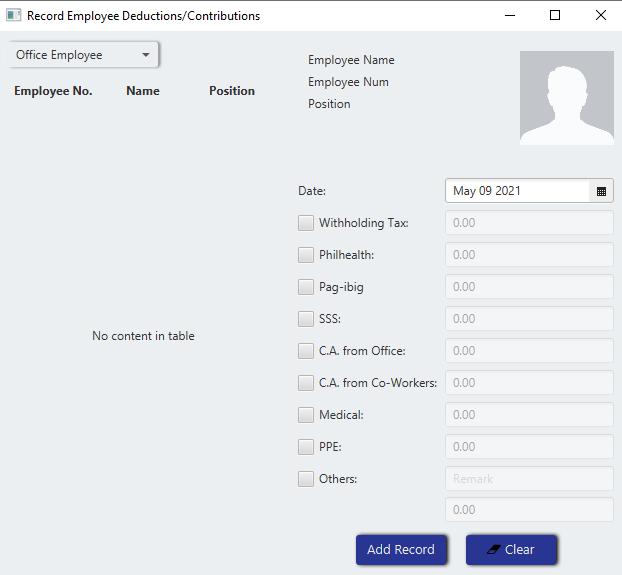 Record Employee Deductions/Contributions
Office Employee
Employee No. Name Position
No content in table
Employee Name
Employee Num
Position
Date: May 09 2021
Withholding Tax: 0.00
Philhealth: 0.00
Pag-ibig 0.00
SSS: 0.00
C.A. from Office: 0.00
C.A. from Co-Workers: 0.00
Medical: 0.00
PPE: 0.00
Others: Remark
0.00
Add Record Clear